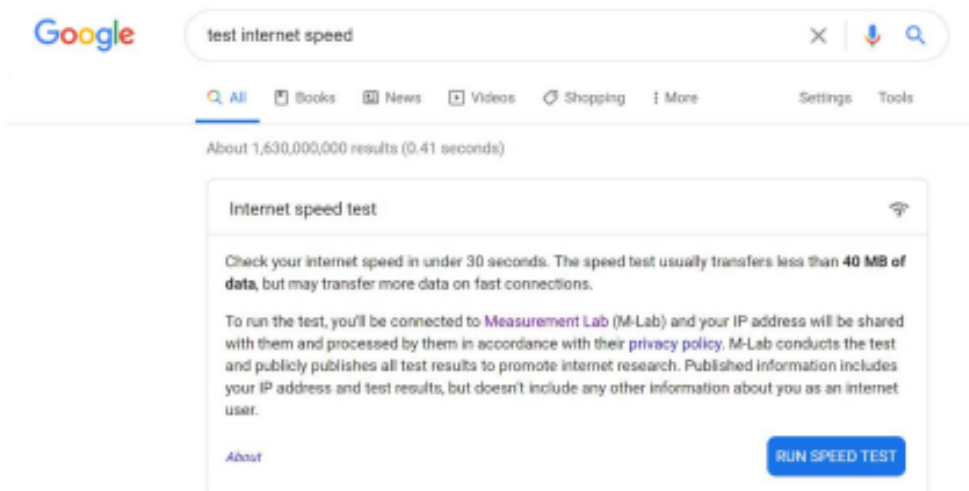 Google
test internet speed
All Books News Videos Shopping More Settings Tools
About 1,630,000,000 results (0.41 seconds)
Internet speed test
Check your internet speed in under 30 seconds. The speed test usually transfers less than 40 MB of
data, but may transfer more data on fast connections.
To run the test, you'll be connected to Measurement Lab (M-Lab) and your IP address will be shared
with them and processed by them in accordance with their privacy policy. M-Lab conducts the test
and publicly publishes all test results to promote internet research. Published information includes
your IP address and test results, but doesn't include any other information about you as an internet
user.
About RUN SPEED TEST